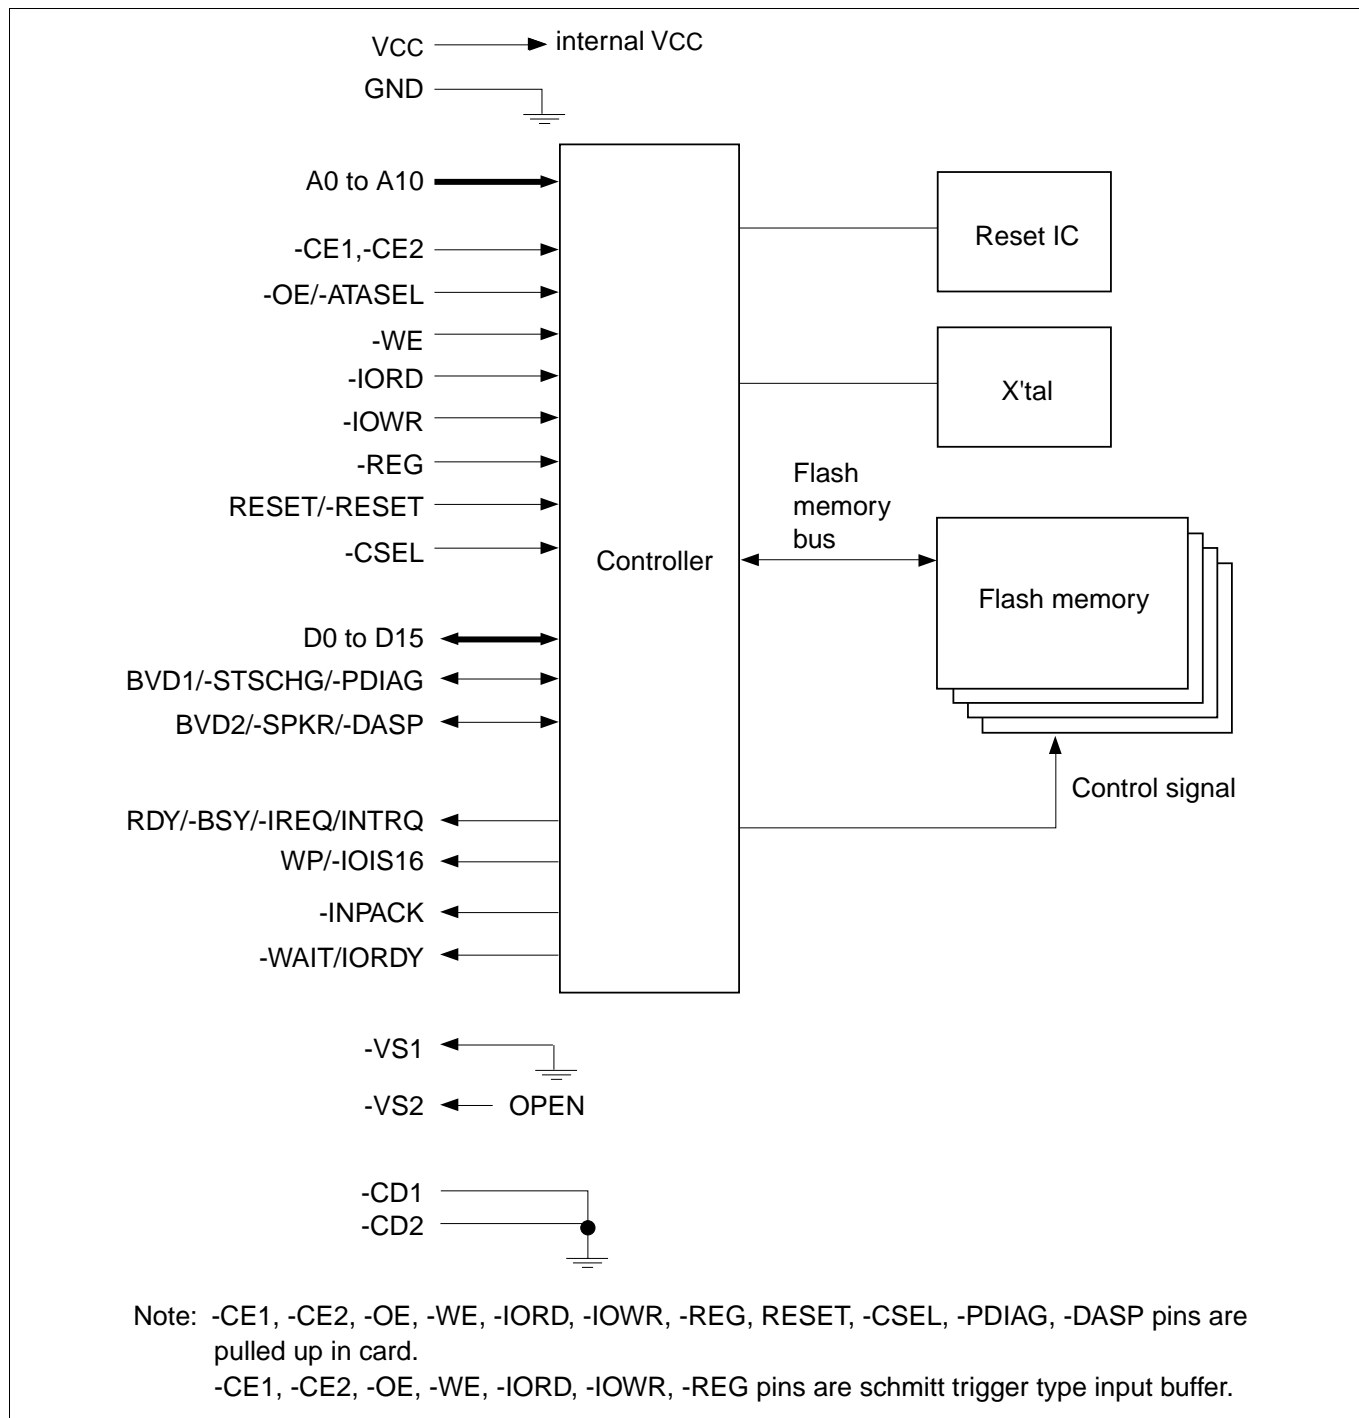 VCC
internal VCC
GND
A0 to A10
-CE1,-CE2
-OE/-ATASEL
-WE
-IORD
-IOWR
-REG
RESET/-RESET
-CSEL
D0 to D15
BVD1/-STSCHG/-PDIAG
BVD2/-SPKR/-DASP
RDY/-BSY/-IREQ/INTRQ
WP/-IOIS16
-INPACK
-WAIT/IORDY
Controller
Reset IC
X'tal
Flash
memory
bus
Flash memory
Control signal
-VS1
-VS2
OPEN
-CD1
-CD2
Note: -CE1, -CE2, -OE, -WE, -IORD, -IOWR, -REG, RESET, -CSEL, -PDIAG, -DASP pins are
pulled up in card.
-CE1, -CE2, -OE, -WE, -IORD, -IOWR, -REG pins are schmitt trigger type input buffer.